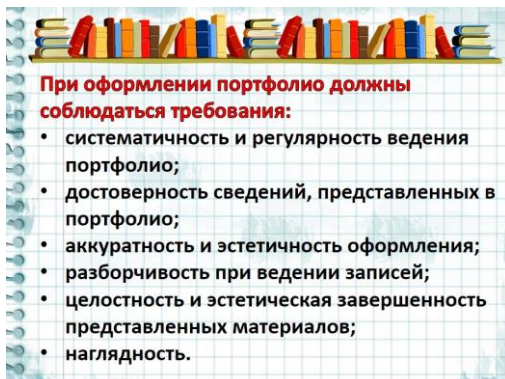 При оформлении портфолио должны
соблюдаться требования:
• систематичность и регулярность ведения
портфолио;
• достоверность сведений, представленных в
портфолио;
• аккуратность и эстетичность оформления;
• разборчивость при ведении записей;
• целостность и эстетическая завершенность
представленных материалов;
• наглядность.